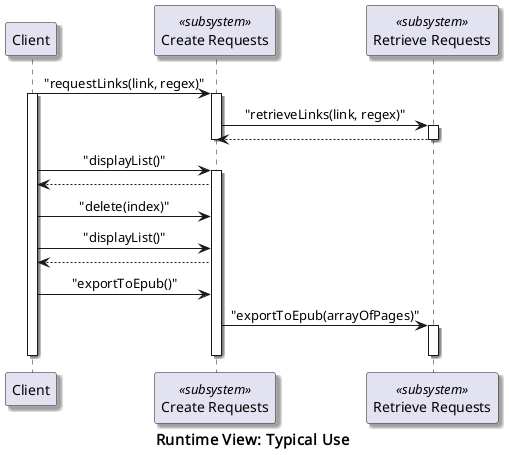 Client
«subsystem»
Create Requests
«subsystem»
Retrieve Requests
"requestLinks(link, regex)"
"retrieveLinks(link, regex)"
"displayList()"
"delete(index)"
"displayList()"
"exportToEpub()"
"exportToEpub(arrayOfPages)"
Client
«subsystem»
Create Requests
«subsystem»
Retrieve Requests
Runtime View: Typical Use